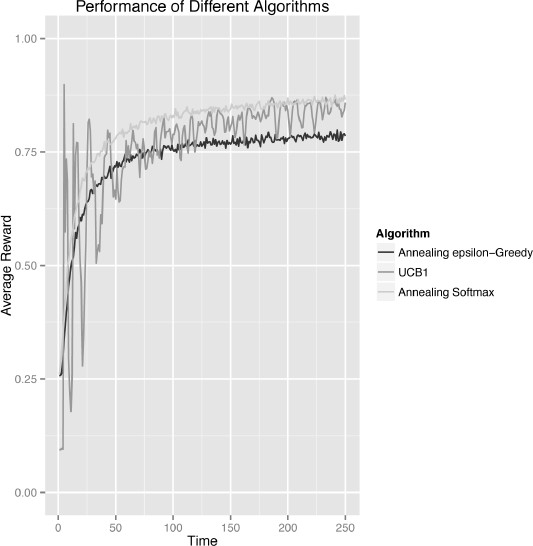 Performance of Different Algorithms
1.00
0.75
0.50
0.25
0.00
Average Reward
0 50 100 150 200 250
Time
Algorithm
Annealing epsilon−Greedy
UCB1
Annealing Softmax